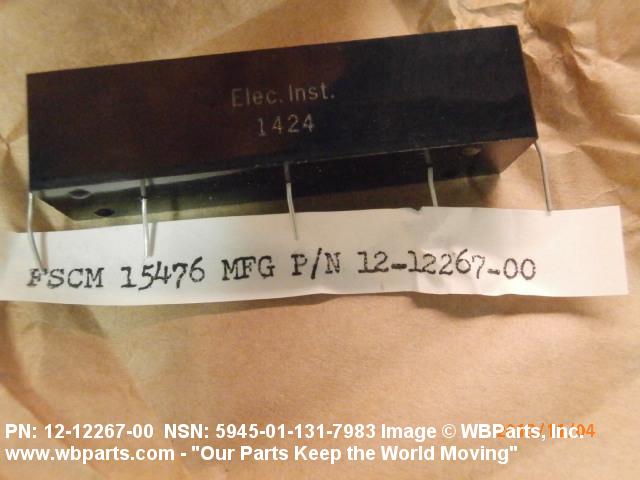 Elec. Inst.
1424
FSCM 15476 MFG P/N 12-12267-00
PN: 12-12267-00 NSN: 5945-01-131-7983 Image © WBParts, Inc.
www.wbparts.com - "Our Parts Keep the World Moving"